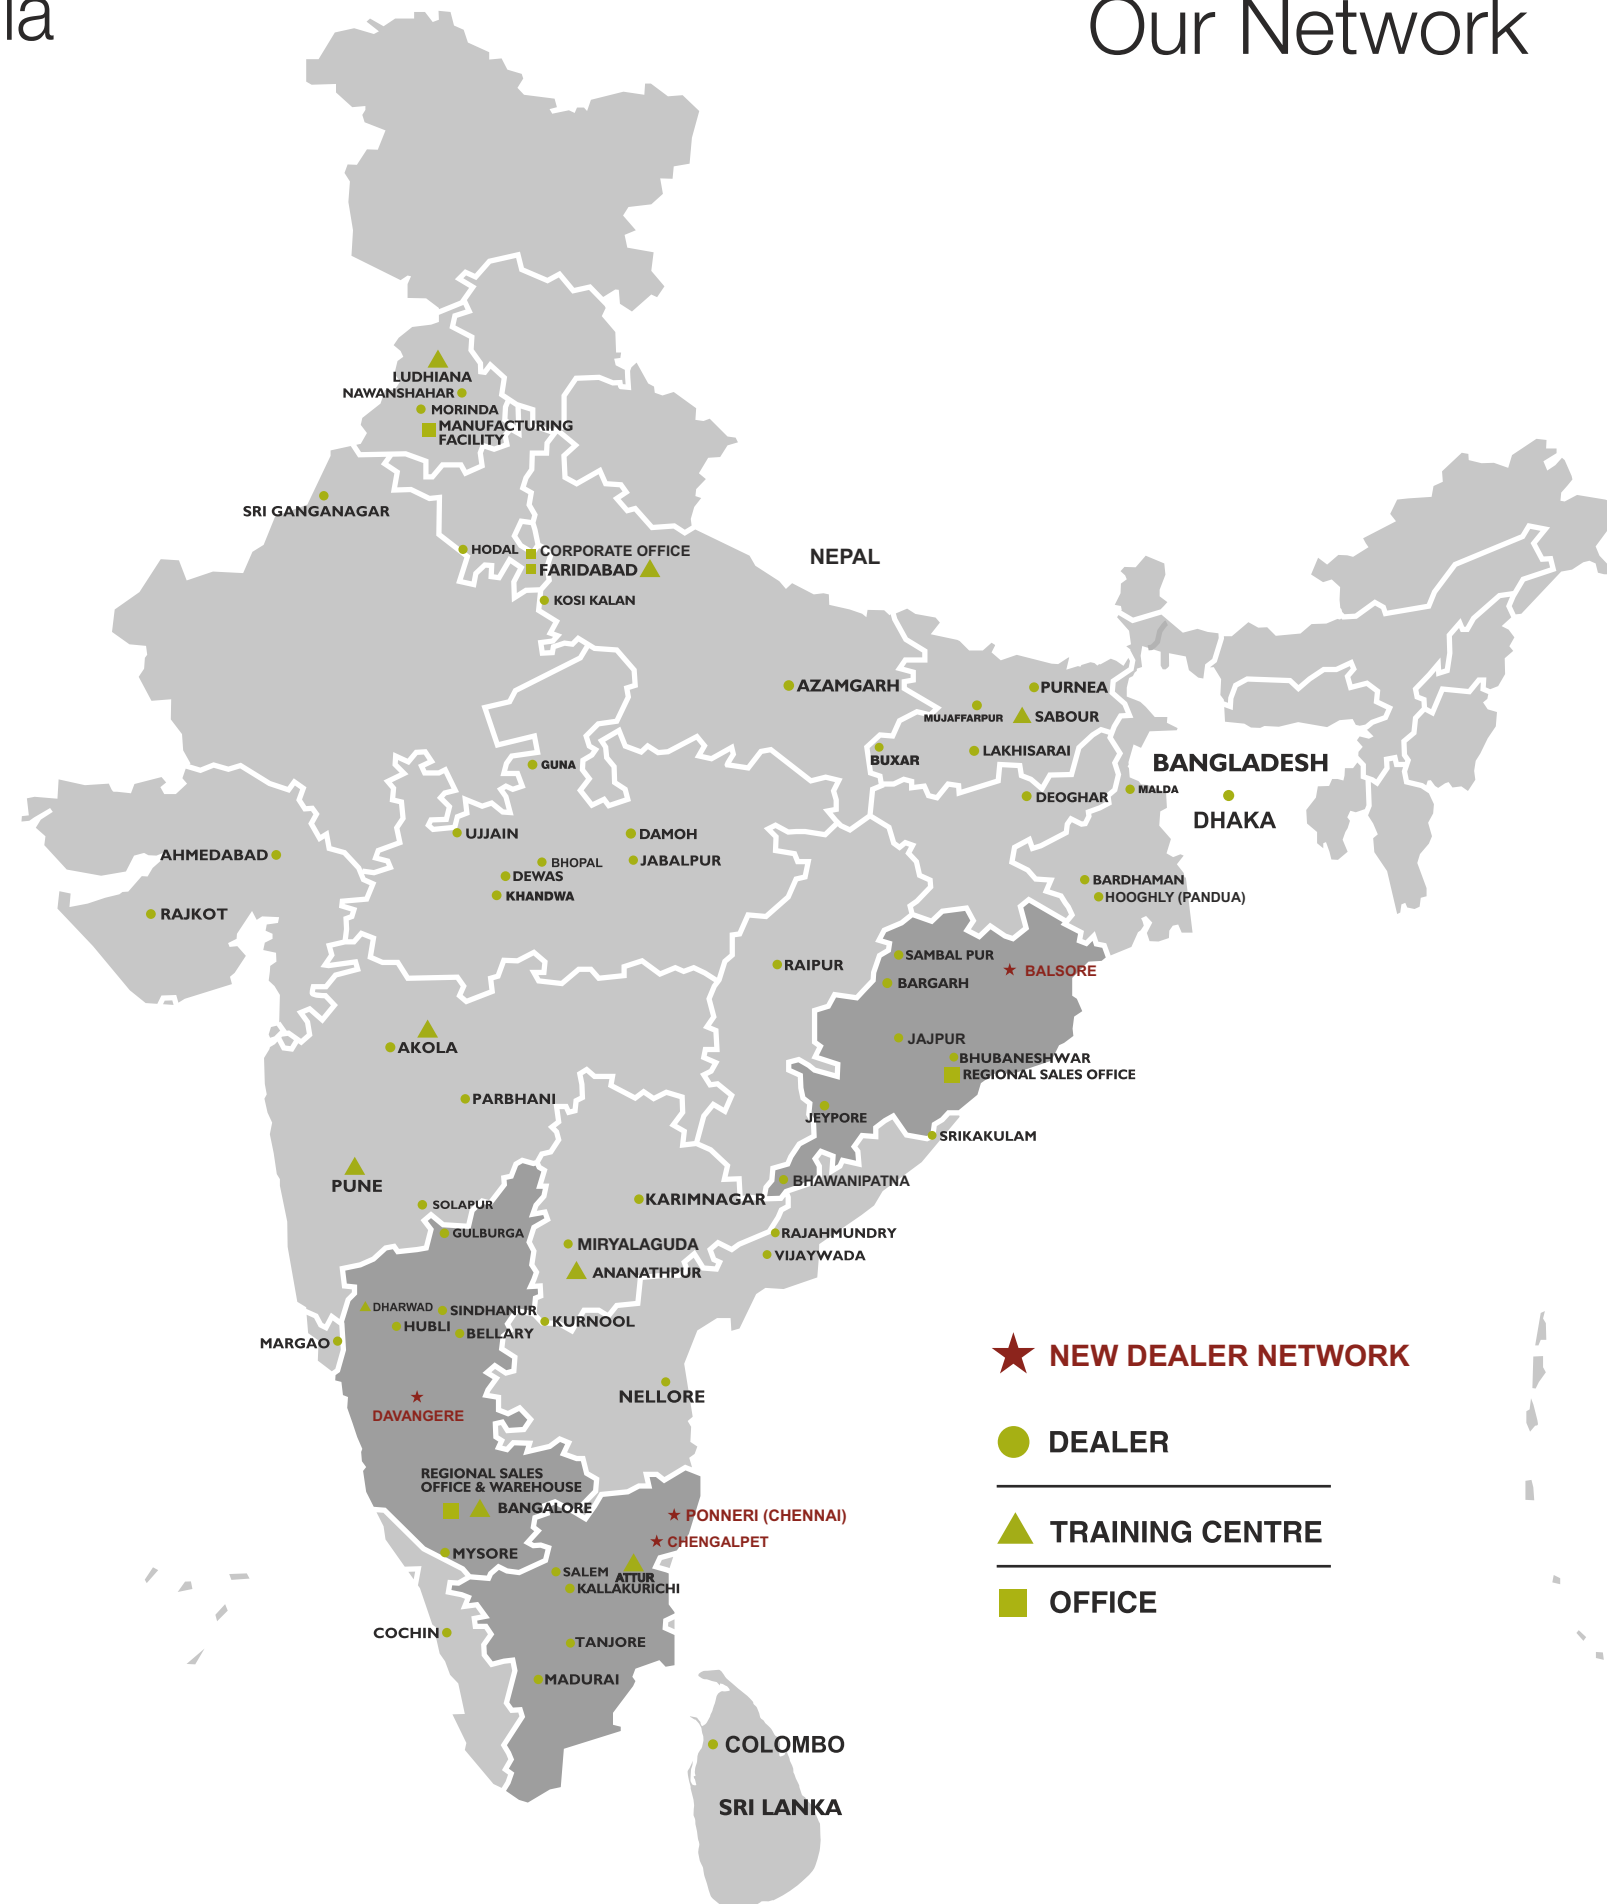 la
Our Network
LUDHIANA
NAWANSHAHAR
MORINDA
MANUFACTURING
FACILITY
SRI GANGANAGAR
HODAL
CORPORATE OFFICE
FARIDABAD
KOSI KALAN
NEPAL
AZAMGARH
PURNEA
MUJAFFARPUR
SABOUR
BUXAR
LAKHISARAI
GUNA
BANGLADESH
DEOGHAR
MALDA
DHAKA
UJJAIN
DAMOH
AHMEDABAD
BHOPAL
JABALPUR
DEWAS
KHANDWA
BARDHAMAN
HOOGHLY (PANDUA)
RAJKOT
RAIPUR
SAMBAL PUR
BALSORE
BARGARH
AKOLA
JAJPUR
BHUBANESHWAR
REGIONAL SALES OFFICE
PARBHANI
JEYPORE
SRIKAKULAM
PUNE
BHAWANIPATNA
SOLAPUR
KARIMNAGAR
GULBURGA
RAJAHMUNDRY
MIRYALAGUDA
VIJAYWADA
ANANATHPUR
DHARWAD
SINDHANUR
HUBLI
BELLARY
KURNOOL
MARGAO
NEW DEALER NETWORK
NELLORE
DAVANGERE
DEALER
REGIONAL SALES
OFFICE & WAREHOUSE
BANGALORE
PONNERI (CHENNAI)
TRAINING CENTRE
CHENGALPET
MYSORE
SALEM
ATTUR
KALLAKURICHI
OFFICE
COCHIN
TANJORE
MADURAI
COLOMBO
SRI LANKA